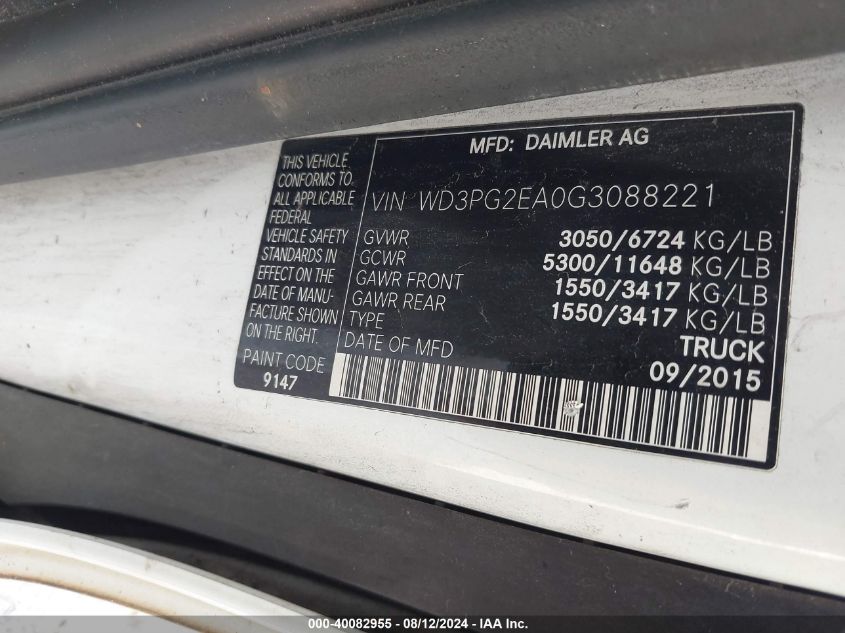 MFD: DAIMLER AG
THIS VEHICLE
CONFORMS TO
ALL APPLICABLE
FEDERAL
VEHICLE SAFETY
STANDARDS IN
EFFECT ON THE
DATE OF MANU-
FACTURE SHOWN
ON THE RIGHT.
PAINT CODE
9147
VIN WD3PG2EA0G3088221
GVWR 3050/6724 KG/LB
GCWR 5300/11648 KG/LB
GAWR FRONT 1550/3417 KG/LB
GAWR REAR 1550/3417 KG/LB
TYPE TRUCK
DATE OF MFD 09/2015
000-40082955 - 08/12/2024 - IAA Inc.